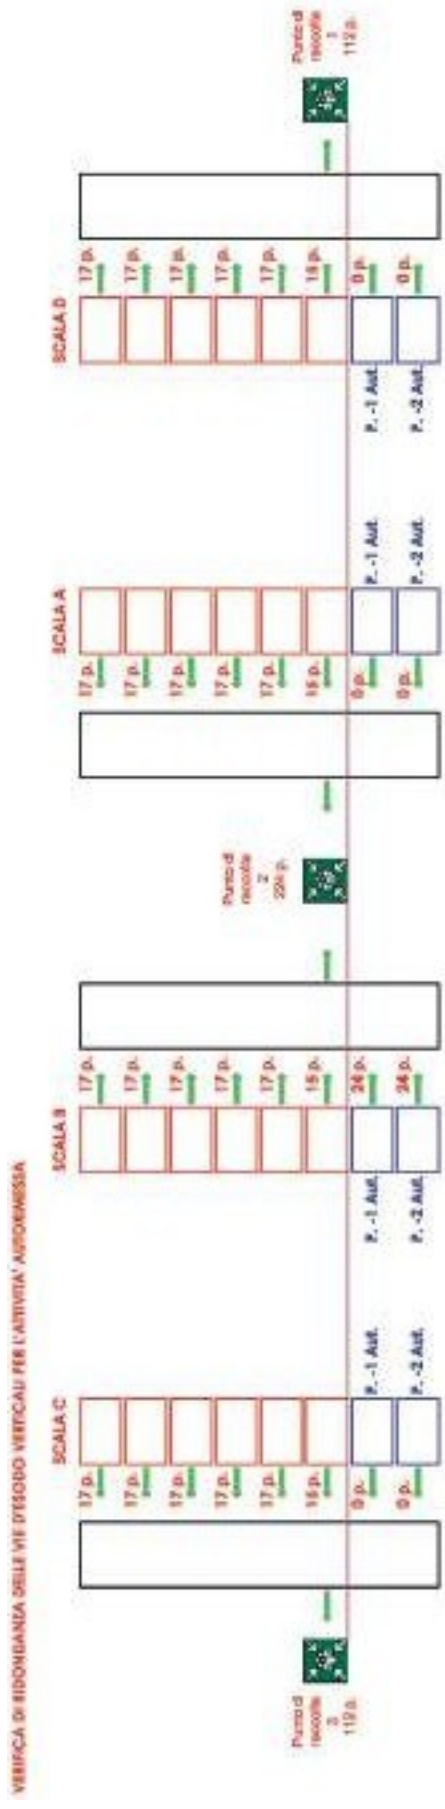 VERIFICA DI RIDONDANZA DELLE VIE D'ESODO VERTICALI PER L'ATTIVITA' AUTORIMESSA
Punto di
raccolta
3
112 p.
SCALA C
17 p.
17 p.
17 p.
17 p.
17 p.
15 p.
0 p.
0 p.
P. -1 Aut.
P. -2 Aut.
SCALA B
17 p.
17 p.
17 p.
17 p.
17 p.
15 p.
24 p.
24 p.
P. -1 Aut.
P. -2 Aut.
Punto di
raccolta
2
224 p.
SCALA A
17 p.
17 p.
17 p.
17 p.
17 p.
15 p.
0 p.
0 p.
P. -1 Aut.
P. -2 Aut.
SCALA D
17 p.
17 p.
17 p.
17 p.
17 p.
15 p.
0 p.
0 p.
P. -1 Aut.
P. -2 Aut.
Punto di
raccolta
1
112 p.